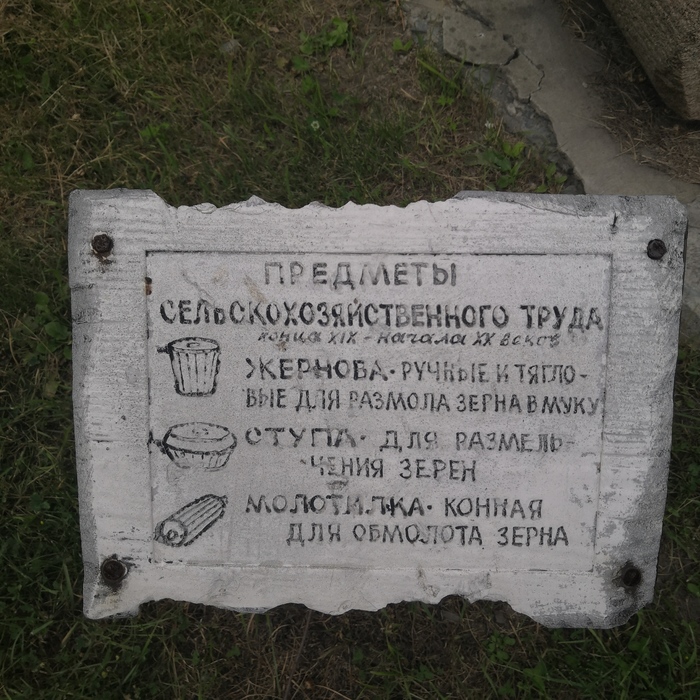 ПРЕДМЕТЫ
СЕЛЬСКОХОЗЯЙСТВЕННОГО ТРУДА
конца XIX - начала XX веков
ЖЕРНОВА· РУЧНЫЕ И ТЯГЛО-
ВЫЕ ДЛЯ РАЗМОЛА ЗЕРНА В МУКУ
СТУПА· ДЛЯ РАЗМЕЛЬ-
ЧЕНИЯ ЗЕРЕН
МОЛОТИЛКА· КОННАЯ
ДЛЯ ОБМОЛОТА ЗЕРНА